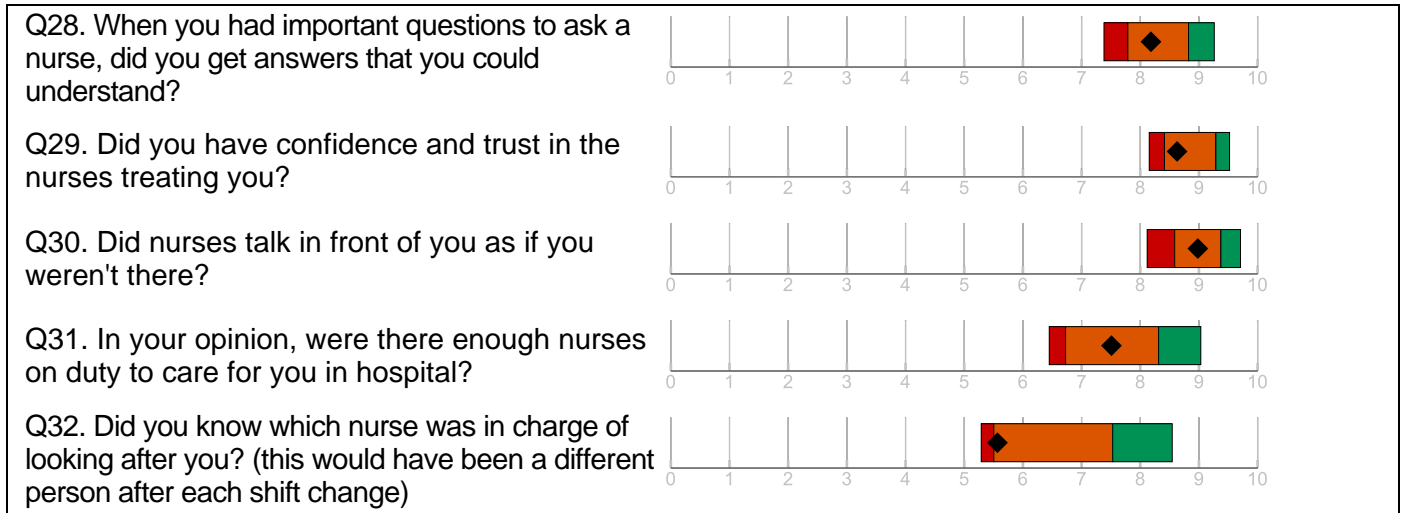 Q28. When you had important questions to ask a
nurse, did you get answers that you could
understand?
0 1 2 3 4 5 6 7 8 9 10
Q29. Did you have confidence and trust in the
nurses treating you?
0 1 2 3 4 5 6 7 8 9 10
Q30. Did nurses talk in front of you as if you
weren't there?
0 1 2 3 4 5 6 7 8 9 10
Q31. In your opinion, were there enough nurses
on duty to care for you in hospital?
0 1 2 3 4 5 6 7 8 9 10
Q32. Did you know which nurse was in charge of
looking after you? (this would have been a different
person after each shift change)
0 1 2 3 4 5 6 7 8 9 10